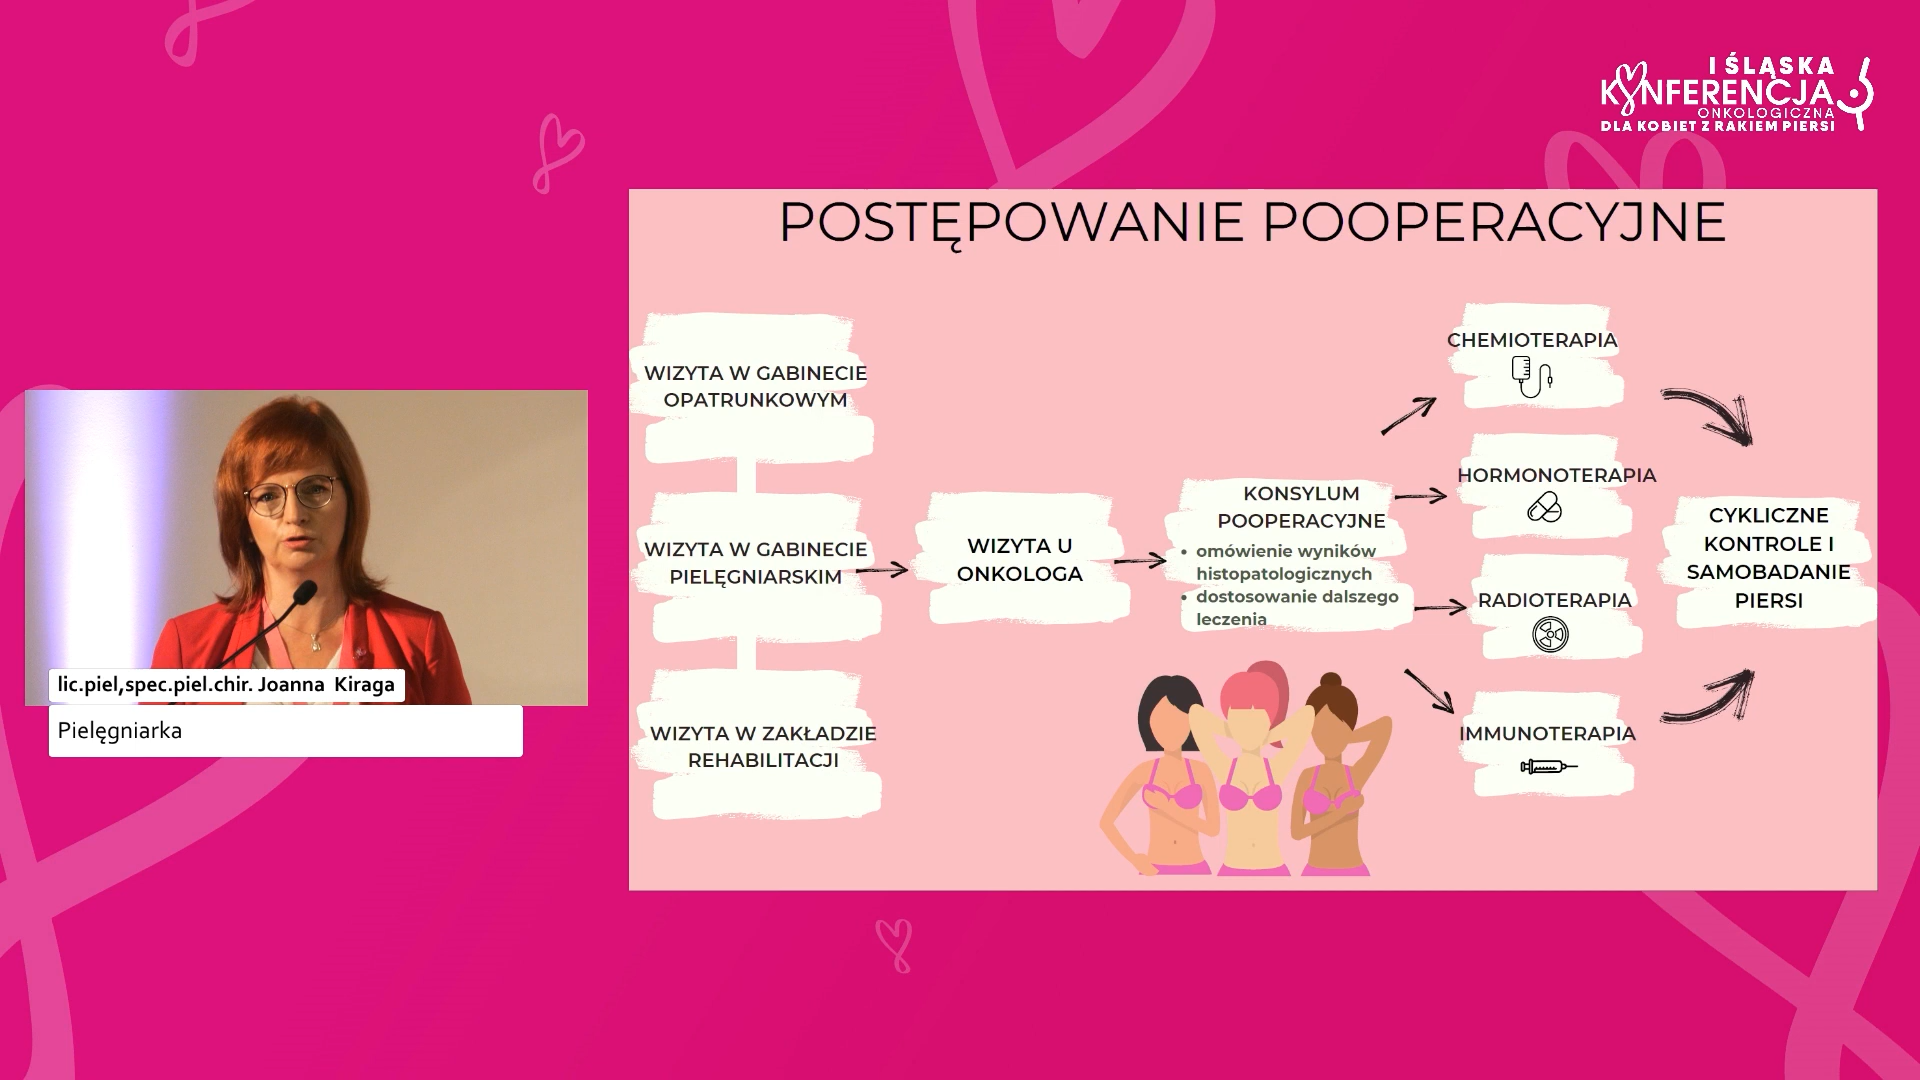 I ŚLĄSKA
KONFERENCJA
ONKOLOGICZNA
DLA KOBIET Z RAKIEM PIERSI
POSTĘPOWANIE POOPERACYJNE
WIZYTA W GABINECIE
OPATRUNKOWYM
WIZYTA W GABINECIE
PIELĘGNIARSKIM
WIZYTA W ZAKŁADZIE
REHABILITACJI
WIZYTA U
ONKOLOGA
KONSYLUM
POOPERACYJNE
• omówienie wyników
histopatologicznych
• dostosowanie dalszego
leczenia
CHEMIOTERAPIA
HORMONOTERAPIA
RADIOTERAPIA
IMMUNOTERAPIA
CYKLICZNE
KONTROLE I
SAMOBADANIE
PIERSI
lic.piel,spec.piel.chir. Joanna Kiraga
Pielęgniarka